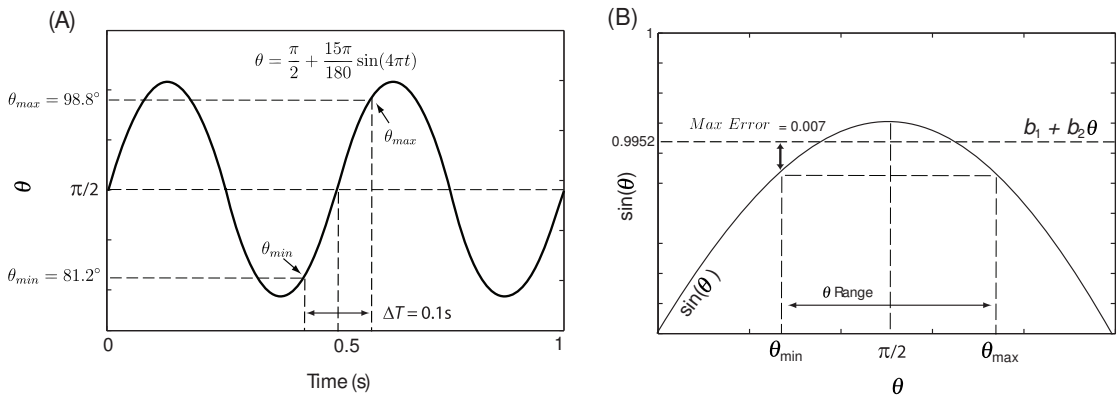 (A)
θ = π/2 + 15π/180 sin(4πt)
θmax = 98.8°
θmax
θ
π/2
θmin
θmin = 81.2°
ΔT = 0.1s
0
0.5
1
Time (s)
(B)
1
Max Error = 0.007
b1 + b2θ
0.9952
sin(θ)
sin(θ)
θ Range
θmin
π/2
θmax
θ